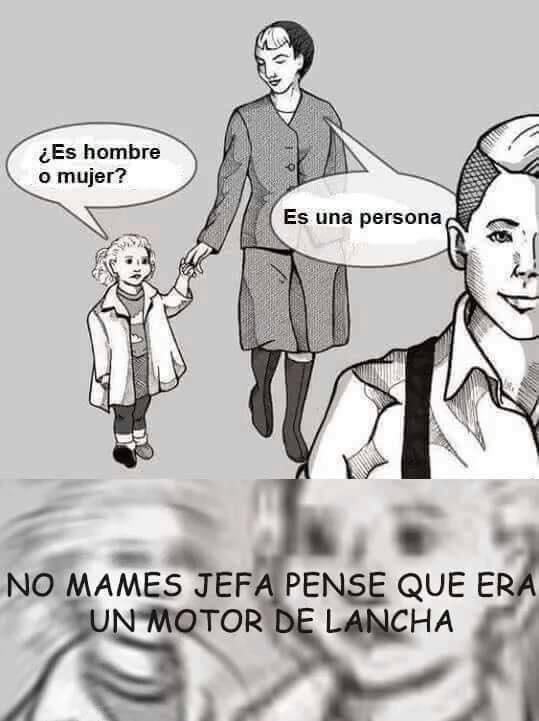 ¿Es hombre
o mujer?
Es una persona
NO MAMES JEFA PENSE QUE ERA
UN MOTOR DE LANCHA